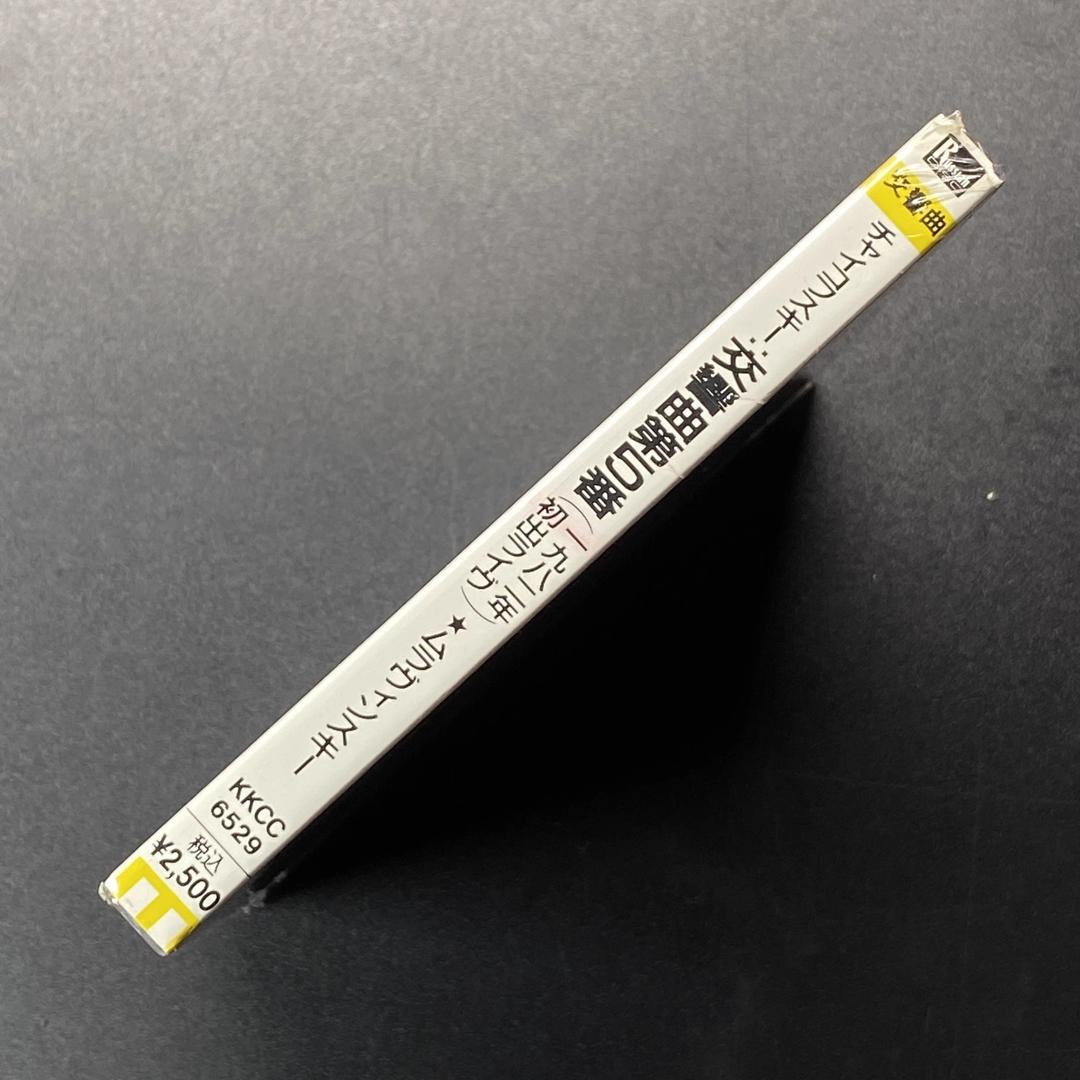 Russian
交響曲
チャイコフスキー:
交響曲第5番
(一九八二年
初出ライヴ)
★ムラヴィンスキー
KKCC
6529
税込
¥2,500